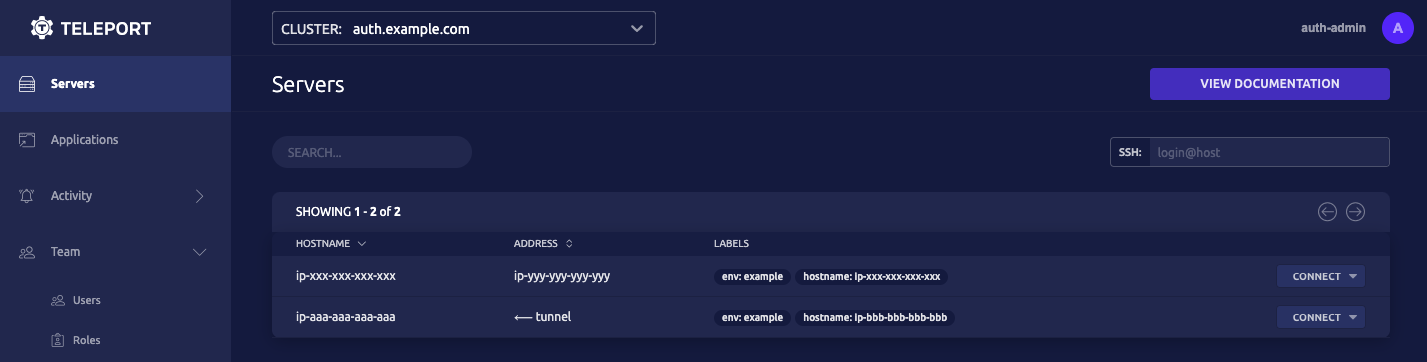 TELEPORT
CLUSTER: auth.example.com
auth-admin
A
Servers
Applications
Activity
Team
Users
Roles
Servers
VIEW DOCUMENTATION
SEARCH...
SSH: login@host
SHOWING 1 - 2 of 2
HOSTNAME ADDRESS LABELS
ip-xxx-xxx-xxx-xxx ip-yyy-yyy-yyy-yyy env: example hostname: ip-xxx-xxx-xxx-xxx CONNECT
ip-aaa-aaa-aaa-aaa ⟵ tunnel env: example hostname: ip-bbb-bbb-bbb-bbb CONNECT